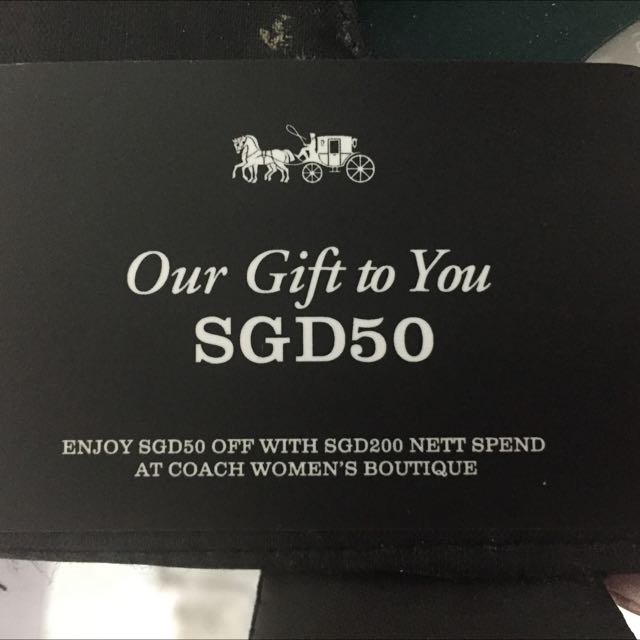 Our Gift to You
SGD50
ENJOY SGD50 OFF WITH SGD200 NETT SPEND
AT COACH WOMEN'S BOUTIQUE